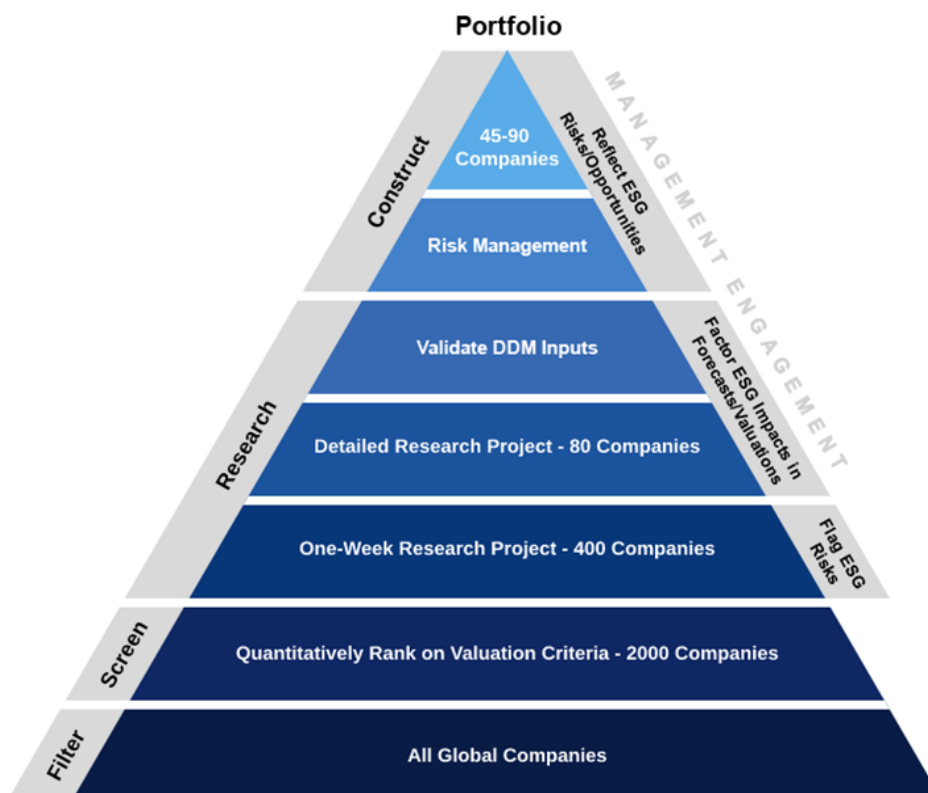 Portfolio
Construct
45-90
Companies
Reflect ESG
Risks/Opportunities
MANAGEMENT ENGAGEMENT
Risk Management
Research
Validate DDM Inputs
Factor ESG Impacts in
Forecasts/Valuations
Detailed Research Project - 80 Companies
One-Week Research Project - 400 Companies
Flag ESG
Risks
Screen
Quantitatively Rank on Valuation Criteria - 2000 Companies
Filter
All Global Companies